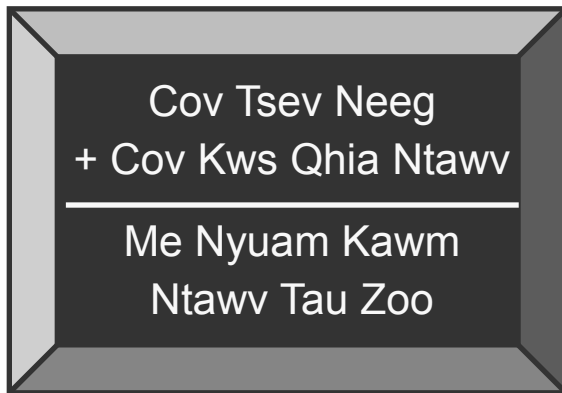 Cov Tsev Neeg
+ Cov Kws Qhia Ntawv
Me Nyuam Kawm
Ntawv Tau Zoo